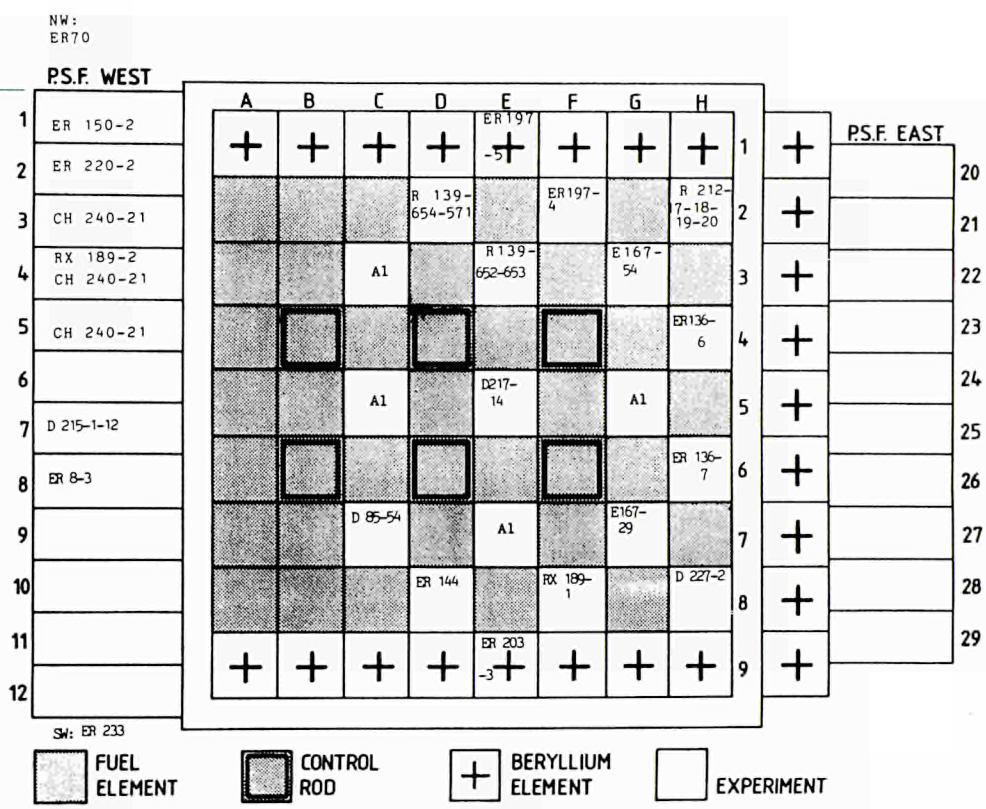 NW:
ER70
P.S.F. WEST
A B C D E F G H
1 ER 150-2
2 ER 220-2
3 CH 240-21
4 RX 189-2
CH 240-21
5 CH 240-21
6
7 D 215-1-12
8 ER 8-3
9
10
11
12
SW: ER 233
ER 197
-5
1
R 139-
654-571
ER197-
4
R 212-
17-18-
19-20
2
A1
R139-
652-653
E167-
54
3
ER136-
6
4
A1
D217-
14
A1
5
ER 136-
7
6
D 85-54
A1
E167-
29
7
ER 144
RX 189-
1
D 227-2
8
ER 203
-3
9
P.S.F. EAST
20
21
22
23
24
25
26
27
28
29
FUEL
ELEMENT
CONTROL
ROD
BERYLLIUM
ELEMENT
EXPERIMENT